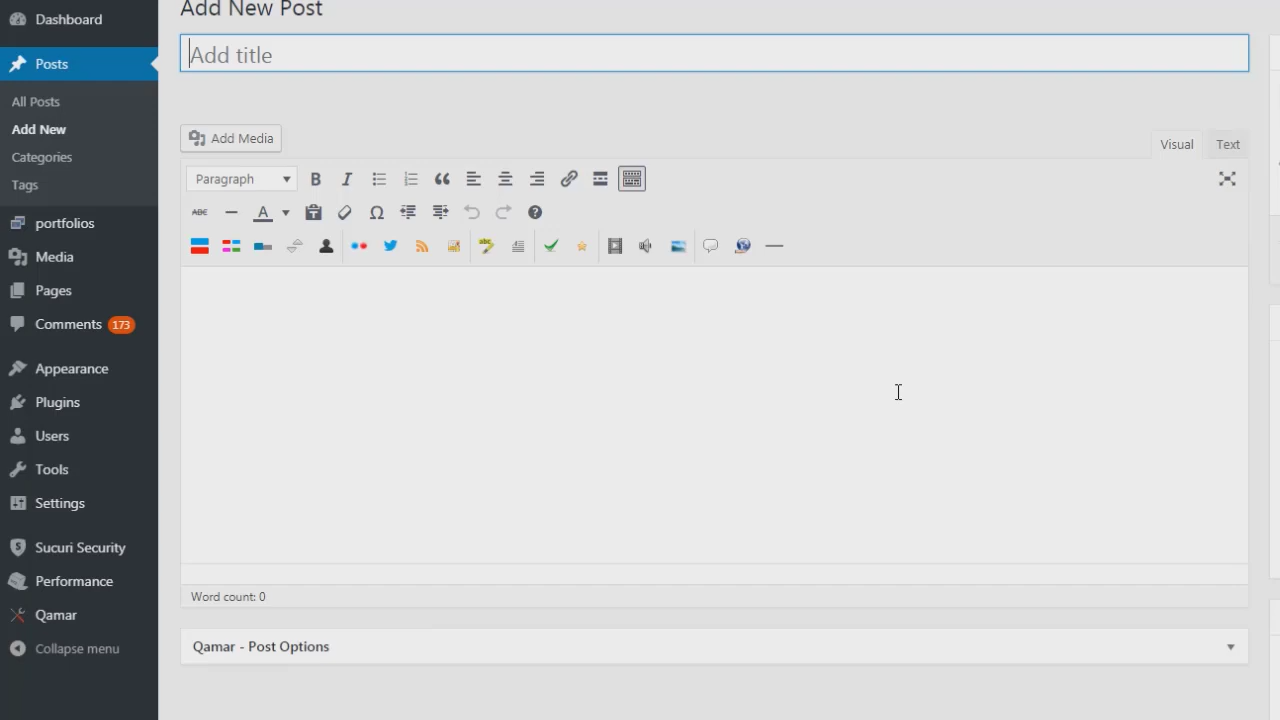 Dashboard
Posts
All Posts
Add New
Categories
Tags
portfolios
Media
Pages
Comments 173
Appearance
Plugins
Users
Tools
Settings
Sucuri Security
Performance
Qamar
Collapse menu
Add New Post
Add title
Add Media
Visual Text
Paragraph B I
ABC A
Word count: 0
Qamar - Post Options